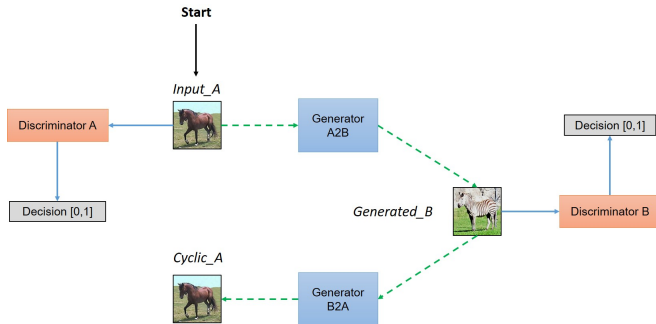 Start
Input_A
Discriminator A
Generator
A2B
Decision [0,1]
Decision [0,1]
Generated_B
Discriminator B
Cyclic_A
Generator
B2A